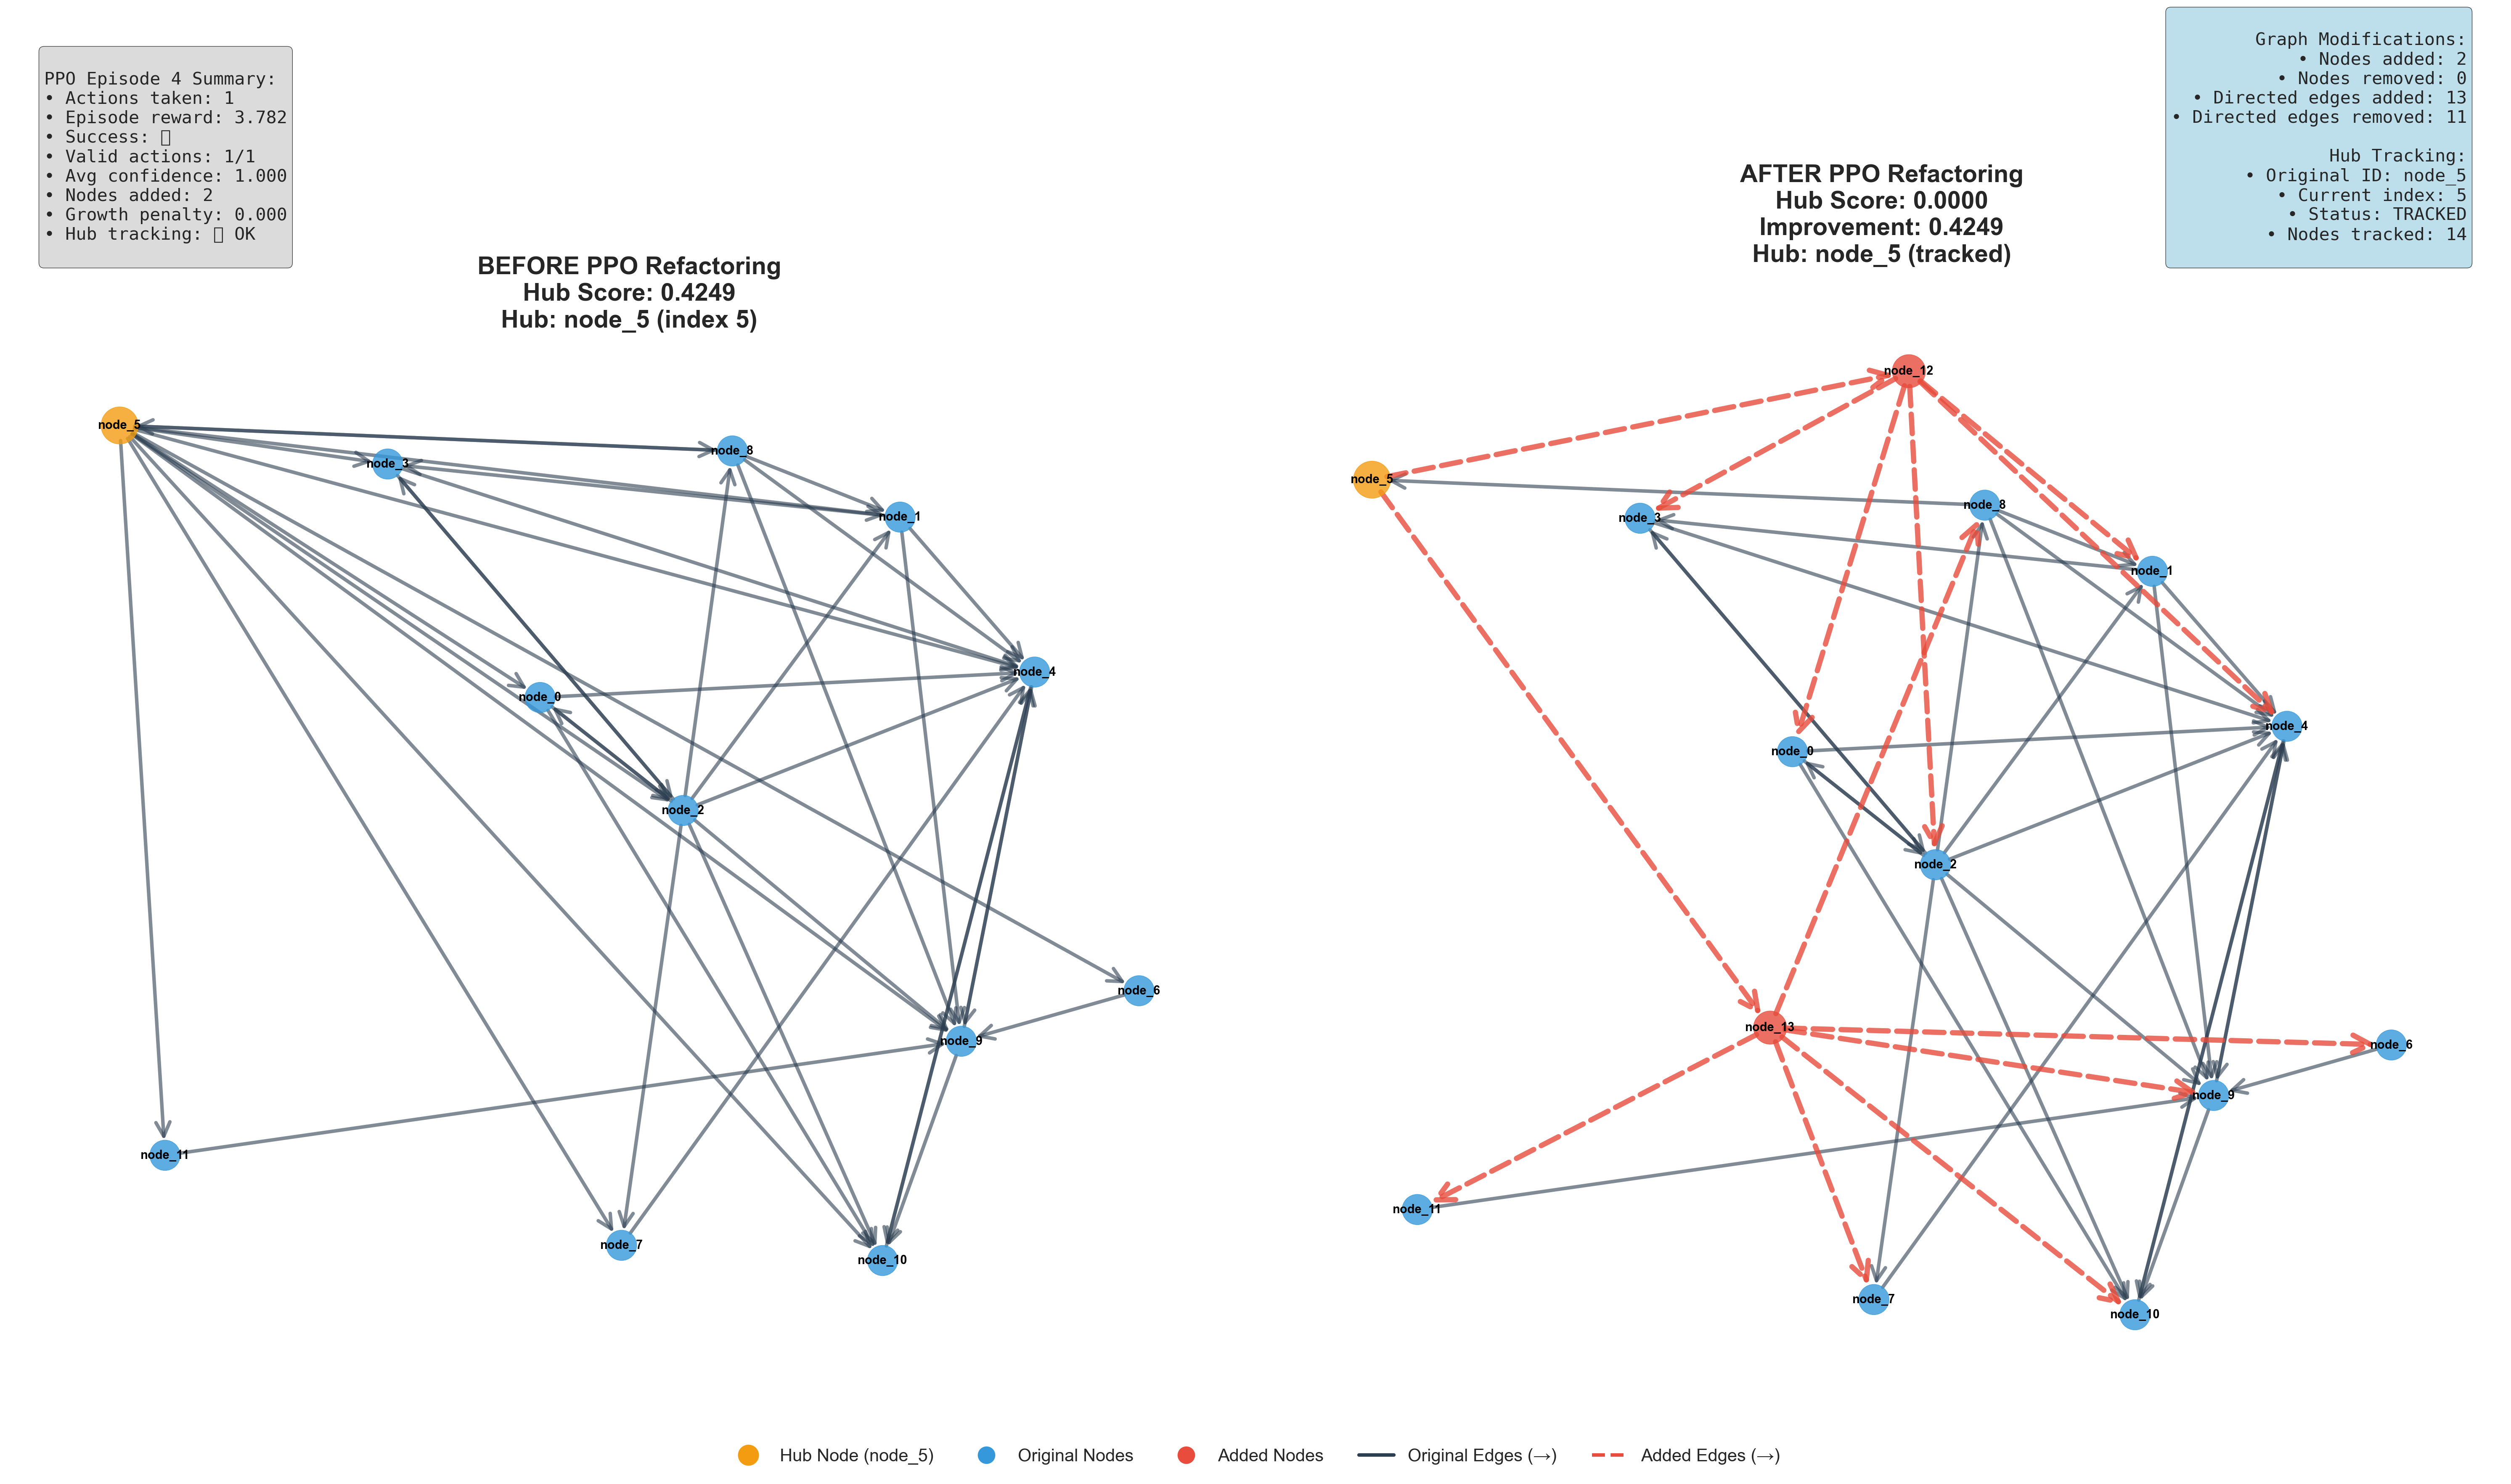 PPO Episode 4 Summary:
• Actions taken: 1
• Episode reward: 3.782
• Success: 
• Valid actions: 1/1
• Avg confidence: 1.000
• Nodes added: 2
• Growth penalty: 0.000
• Hub tracking: OK
BEFORE PPO Refactoring
Hub Score: 0.4249
Hub: node_5 (index 5)
node_5
node_8
node_3
node_1
node_4
node_0
node_2
node_6
node_9
node_11
node_7
node_10
Graph Modifications:
• Nodes added: 2
• Nodes removed: 0
• Directed edges added: 13
• Directed edges removed: 11
Hub Tracking:
• Original ID: node_5
• Current index: 5
• Status: TRACKED
• Nodes tracked: 14
AFTER PPO Refactoring
Hub Score: 0.0000
Improvement: 0.4249
Hub: node_5 (tracked)
node_12
node_5
node_8
node_3
node_1
node_4
node_0
node_2
node_13
node_6
node_9
node_11
node_7
node_10
Hub Node (node_5)
Original Nodes
Added Nodes
Original Edges (→)
Added Edges (→)